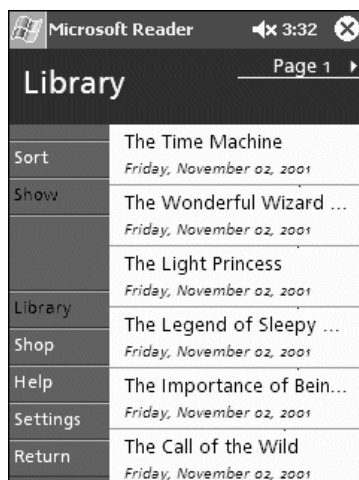 Microsoft Reader 3:32
Library
Page 1
Sort
Show
Library
Shop
Help
Settings
Return
The Time Machine
Friday, November 02, 2001
The Wonderful Wizard ...
Friday, November 02, 2001
The Light Princess
Friday, November 02, 2001
The Legend of Sleepy ...
Friday, November 02, 2001
The Importance of Bein...
Friday, November 02, 2001
The Call of the Wild
Friday, November 02, 2001